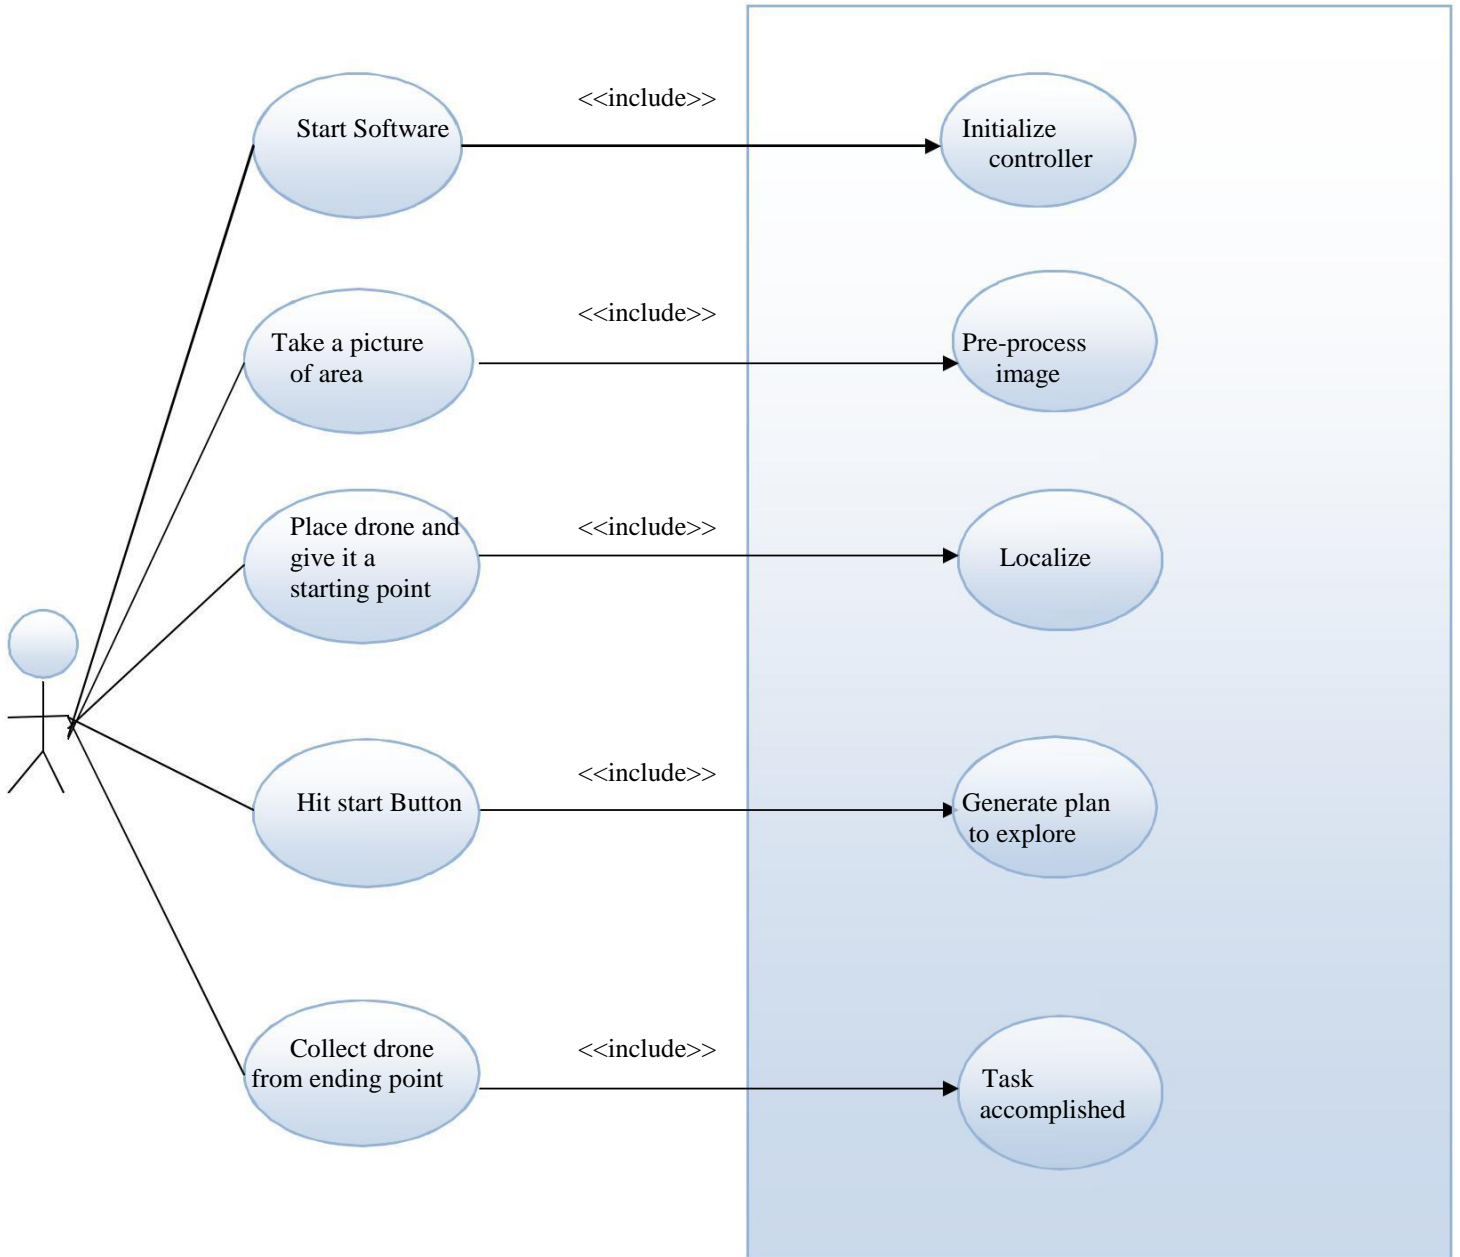 <<include>>
Start Software
Initialize
controller
<<include>>
Take a picture
of area
Pre-process
image
<<include>>
Place drone and
give it a
starting point
Localize
<<include>>
Hit start Button
Generate plan
to explore
<<include>>
Collect drone
from ending point
Task
accomplished